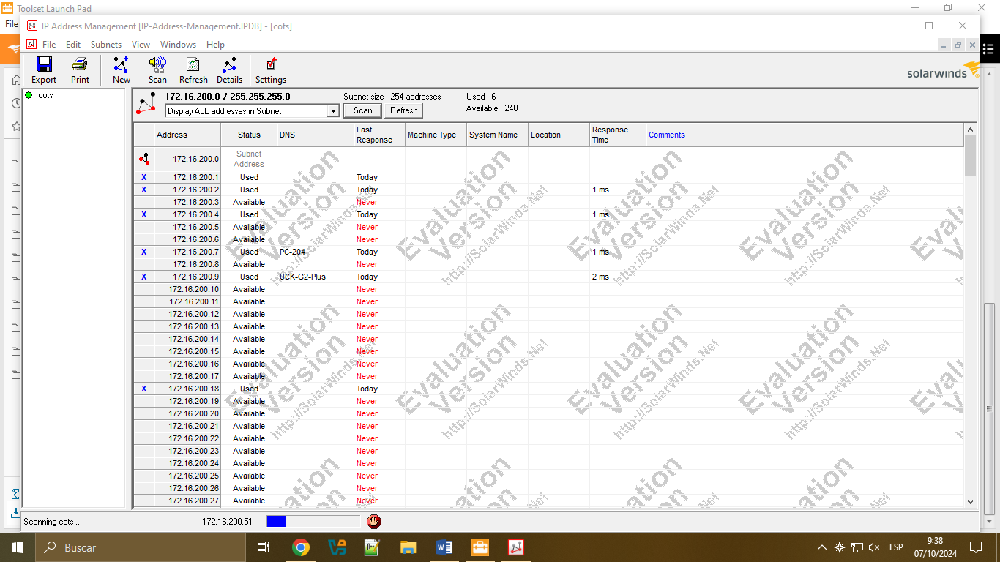 Toolset Launch Pad
File
IP Address Management [IP-Address-Management.IPDB] - [cots]
File Edit Subnets View Windows Help
Export Print New Scan Refresh Details Settings
solarwinds
cots
172.16.200.0 / 255.255.255.0 Subnet size : 254 addresses Used : 6
Display ALL addresses in Subnet Scan Refresh Available : 248
Address Status DNS Last Response Machine Type System Name Location Response Time Comments
172.16.200.0 Subnet Address
X 172.16.200.1 Used Today
X 172.16.200.2 Used Today 1 ms
172.16.200.3 Available Never
X 172.16.200.4 Used Today 1 ms
172.16.200.5 Available Never
172.16.200.6 Available Never
X 172.16.200.7 Used PC-204 Today 1 ms
172.16.200.8 Available Never
X 172.16.200.9 Used UCK-G2-Plus Today 2 ms
172.16.200.10 Available Never
172.16.200.11 Available Never
172.16.200.12 Available Never
172.16.200.13 Available Never
172.16.200.14 Available Never
172.16.200.15 Available Never
172.16.200.16 Available Never
172.16.200.17 Available Never
X 172.16.200.18 Used Today
172.16.200.19 Available Never
172.16.200.20 Available Never
172.16.200.21 Available Never
172.16.200.22 Available Never
172.16.200.23 Available Never
172.16.200.24 Available Never
172.16.200.25 Available Never
172.16.200.26 Available Never
172.16.200.27 Available Never
Evaluation Version
http://SolarWinds.Net
Scanning cots ... 172.16.200.51
Buscar
ESP
9:38
07/10/2024